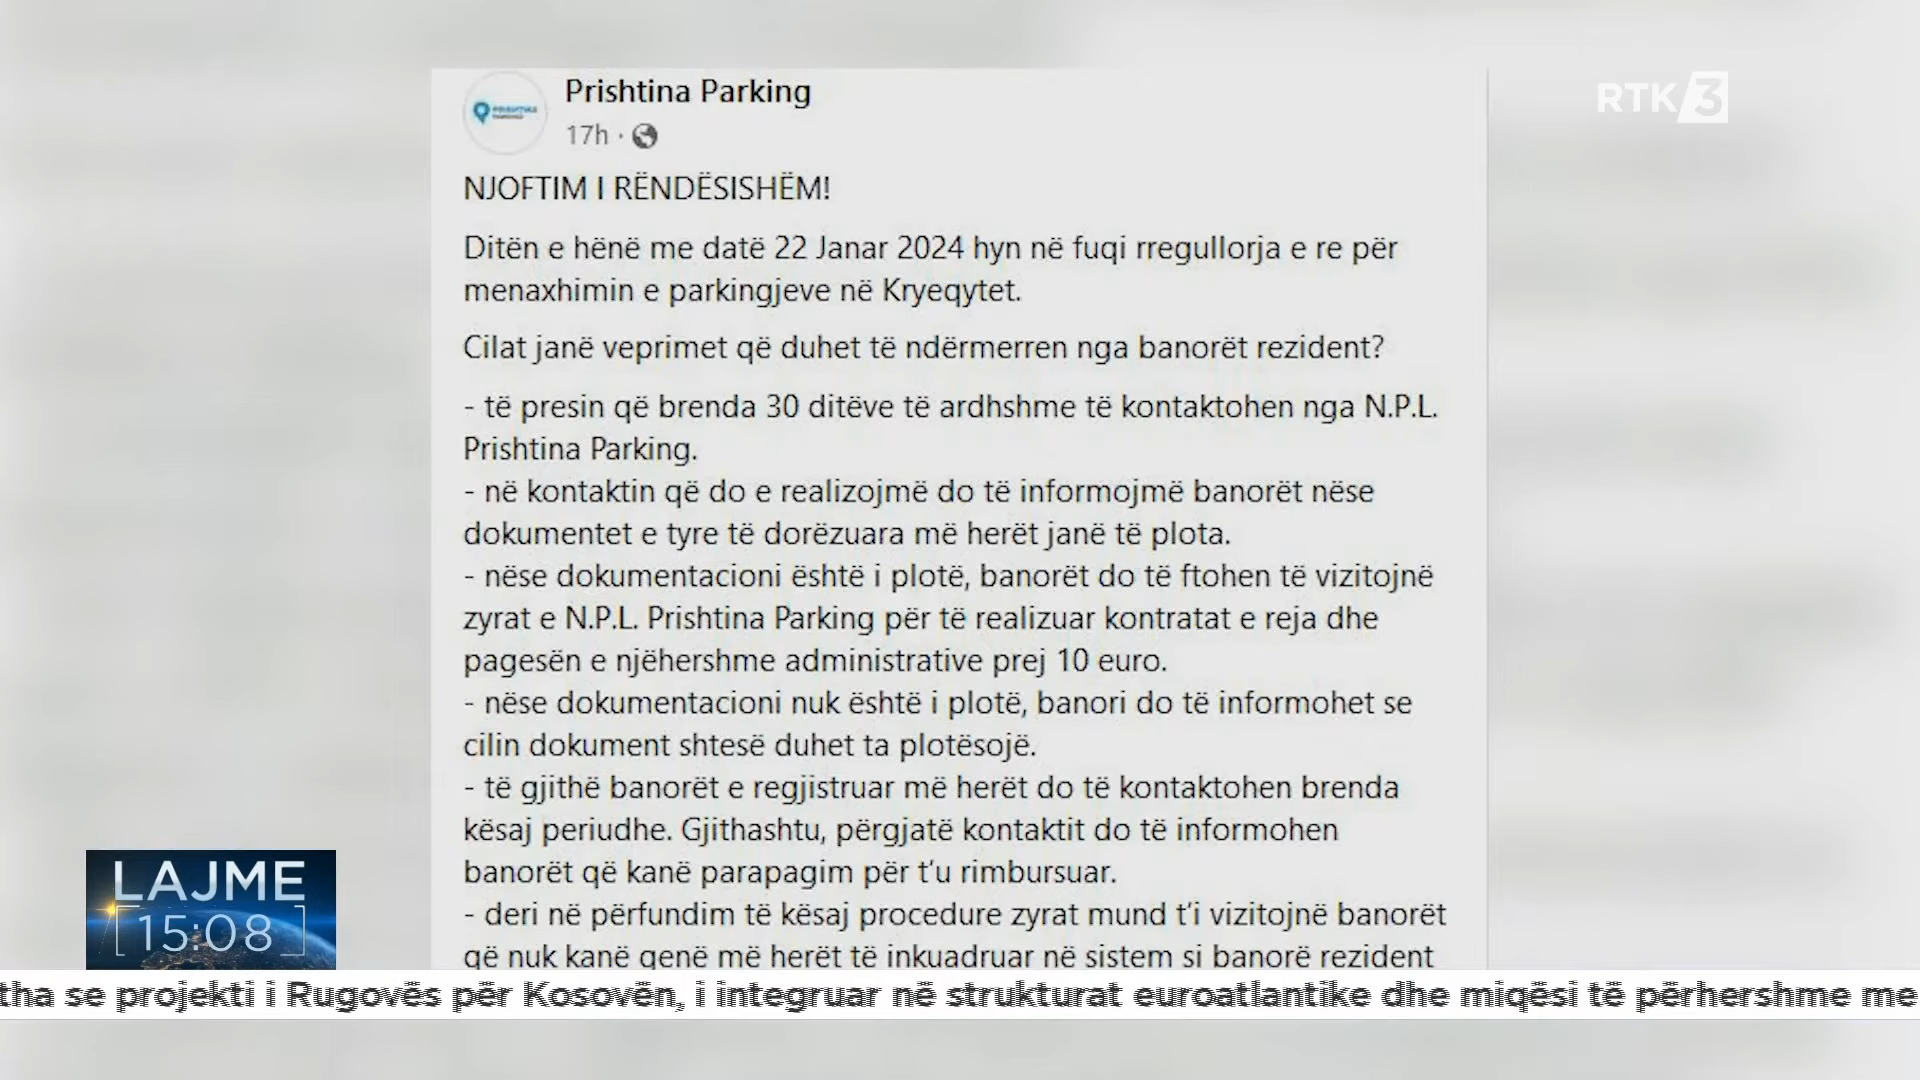 Prishtina Parking
17h ·
RTK 3
PRISHTINA
NJOFTIM I RËNDËSISHËM!
Ditën e hënë me datë 22 Janar 2024 hyn në fuqi rregullorja e re për
menaxhimin e parkingjeve në Kryeqytet.
Cilat janë veprimet që duhet të ndërmerren nga banorët rezident?
- të presin që brenda 30 ditëve të ardhshme të kontaktohen nga N.P.L.
Prishtina Parking.
- në kontaktin që do e realizojmë do të informojmë banorët nëse
dokumentet e tyre të dorëzuara më herët janë të plota.
- nëse dokumentacioni është i plotë, banorët do të ftohen të vizitojnë
zyrat e N.P.L. Prishtina Parking për të realizuar kontratat e reja dhe
pagesën e njëhershme administrative prej 10 euro.
- nëse dokumentacioni nuk është i plotë, banori do të informohet se
cilin dokument shtesë duhet ta plotësojë.
- të gjithë banorët e regjistruar më herët do të kontaktohen brenda
kësaj periudhe. Gjithashtu, përgjatë kontaktit do të informohen
banorët që kanë parapagim për t'u rimbursuar.
- deri në përfundim të kësaj procedure zyrat mund t'i vizitojnë banorët
që nuk kanë qenë më herët të inkuadruar në sistem si banorë rezident
LAJME
[15:08]
tha se projekti i Rugovës për Kosovën, i integruar në strukturat euroatlantike dhe miqësi të përhershme me